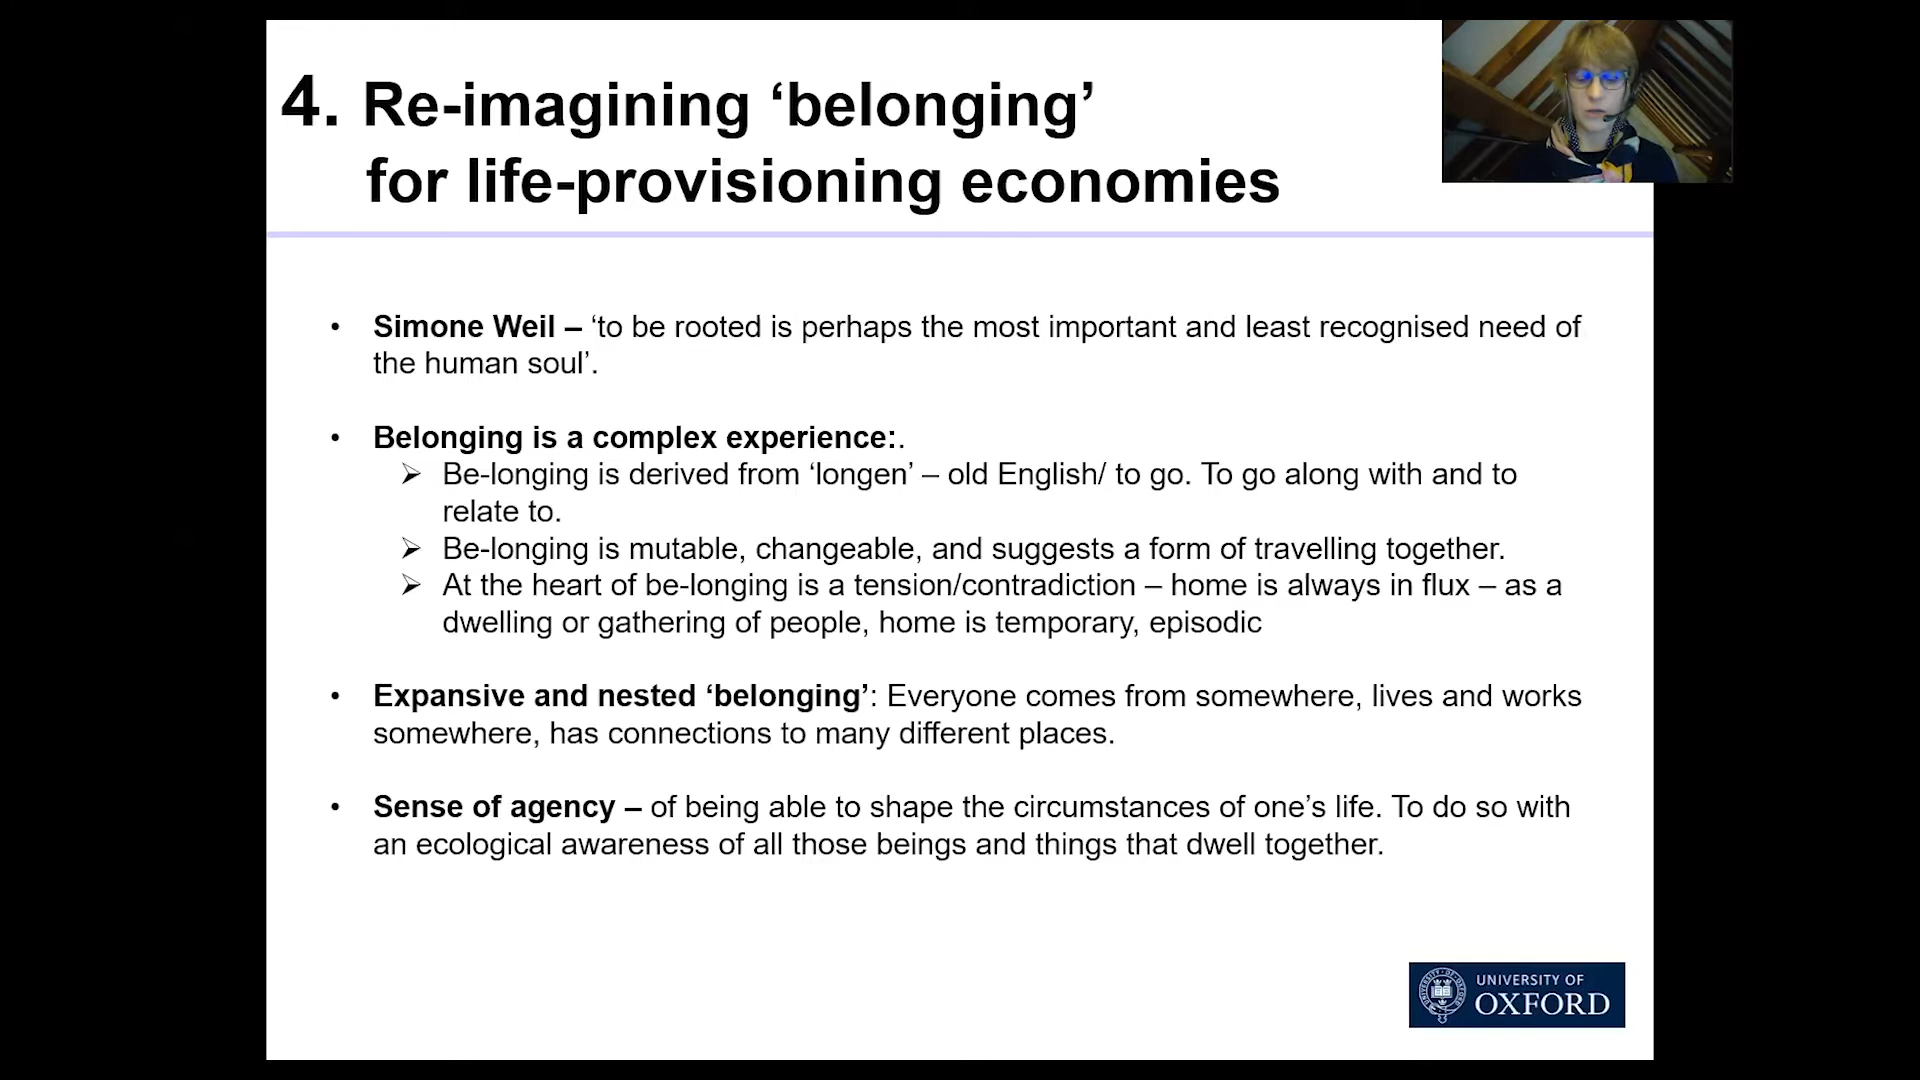 4. Re-imagining ‘belonging’
for life-provisioning economies
• Simone Weil – ‘to be rooted is perhaps the most important and least recognised need of
the human soul’.
• Belonging is a complex experience:.
➢ Be-longing is derived from ‘longen’ – old English/ to go. To go along with and to
relate to.
➢ Be-longing is mutable, changeable, and suggests a form of travelling together.
➢ At the heart of be-longing is a tension/contradiction – home is always in flux – as a
dwelling or gathering of people, home is temporary, episodic
• Expansive and nested ‘belonging’: Everyone comes from somewhere, lives and works
somewhere, has connections to many different places.
• Sense of agency – of being able to shape the circumstances of one’s life. To do so with
an ecological awareness of all those beings and things that dwell together.
UNIVERSITY OF
OXFORD